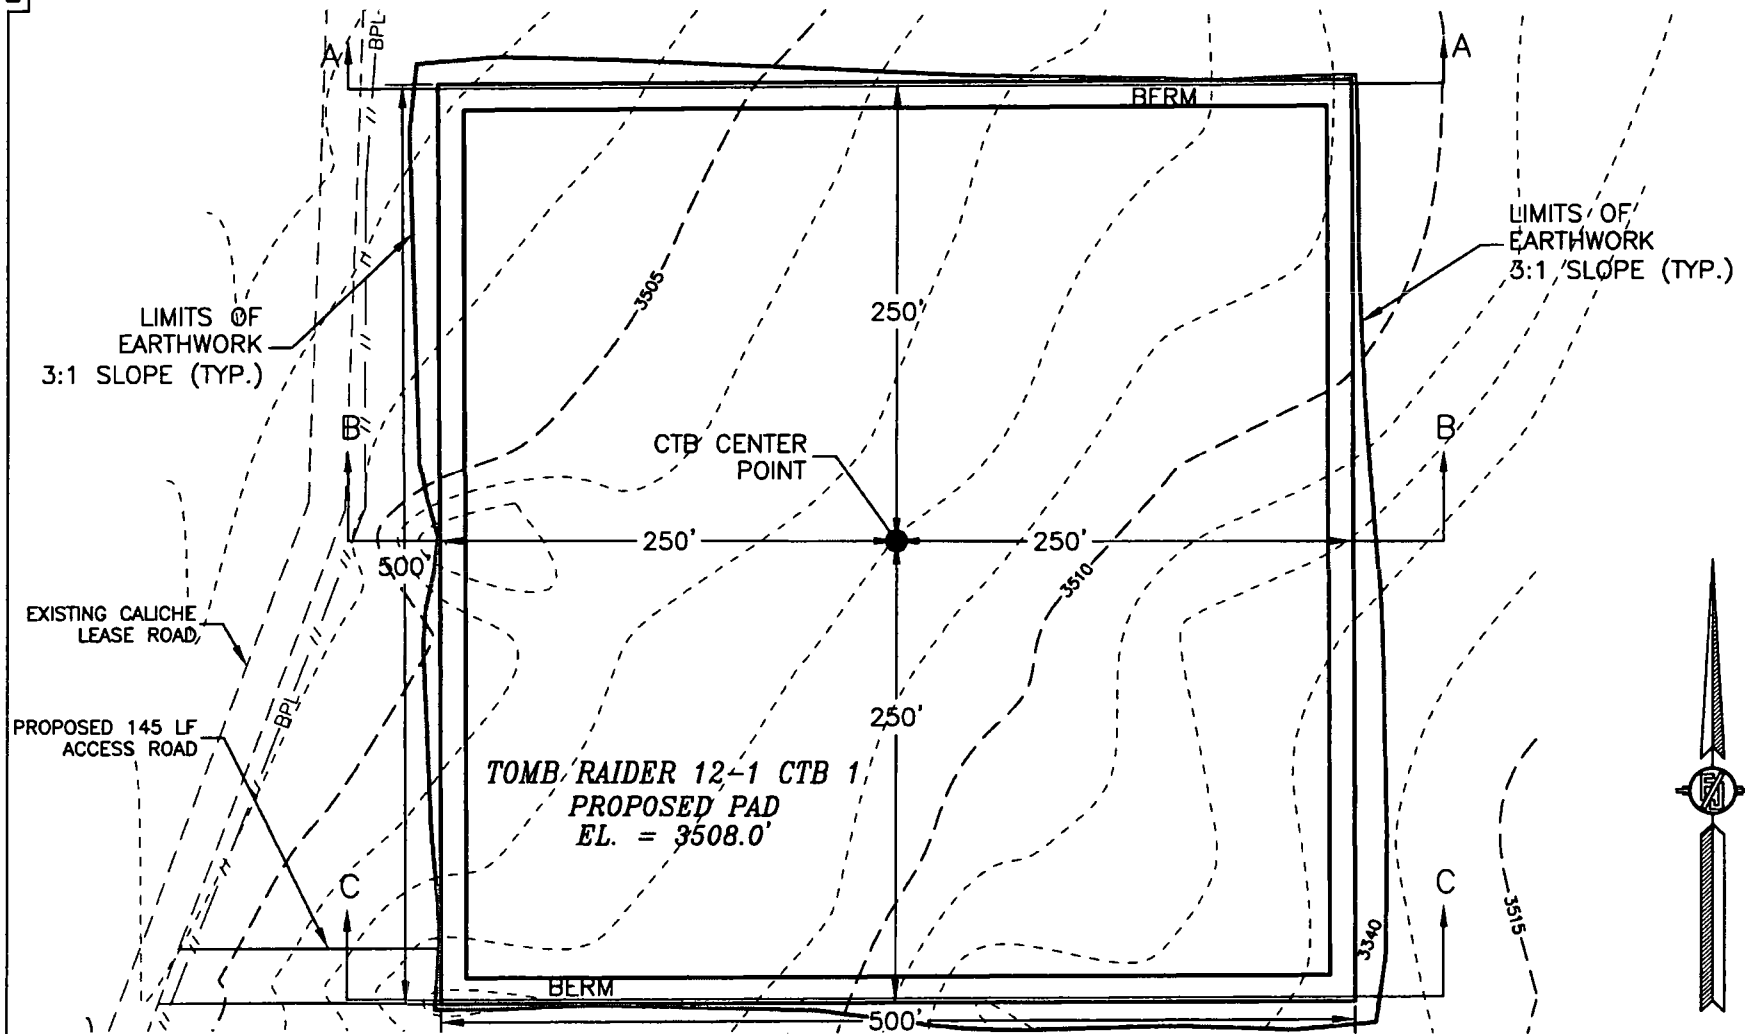 BPL
A
A
BERM
LIMITS OF
EARTHWORK
3:1 SLOPE (TYP.)
3505
250'
LIMITS OF
EARTHWORK
3:1 SLOPE (TYP.)
B
CTB CENTER
POINT
B
250'
250'
500'
3510
EXISTING CALICHE
LEASE ROAD
BPL
PROPOSED 145 LF
ACCESS ROAD
250'
TOMB RAIDER 12-1 CTB 1
PROPOSED PAD
EL. = 3508.0'
C
C
3515
3340
BERM
500'